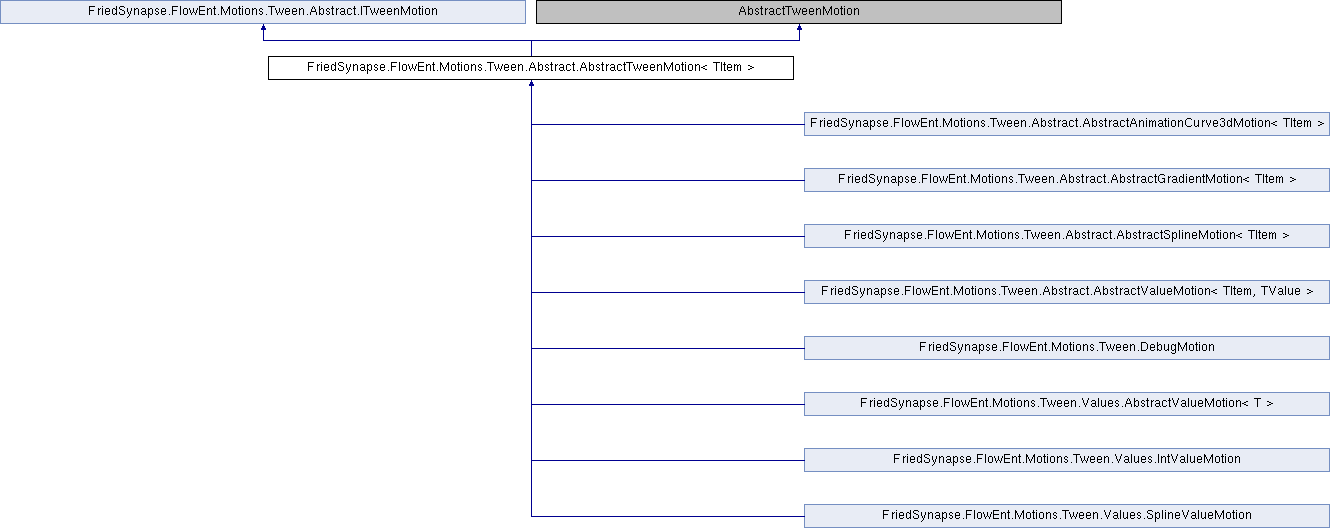 FriedSynapse.FlowEnt.Motions.Tween.Abstract.ITweenMotion
AbstractTweenMotion
FriedSynapse.FlowEnt.Motions.Tween.Abstract.AbstractTweenMotion< TItem >
FriedSynapse.FlowEnt.Motions.Tween.Abstract.AbstractAnimationCurve3dMotion< TItem >
FriedSynapse.FlowEnt.Motions.Tween.Abstract.AbstractGradientMotion< TItem >
FriedSynapse.FlowEnt.Motions.Tween.Abstract.AbstractSplineMotion< TItem >
FriedSynapse.FlowEnt.Motions.Tween.Abstract.AbstractValueMotion< TItem, TValue >
FriedSynapse.FlowEnt.Motions.Tween.DebugMotion
FriedSynapse.FlowEnt.Motions.Tween.Values.AbstractValueMotion< T >
FriedSynapse.FlowEnt.Motions.Tween.Values.IntValueMotion
FriedSynapse.FlowEnt.Motions.Tween.Values.SplineValueMotion